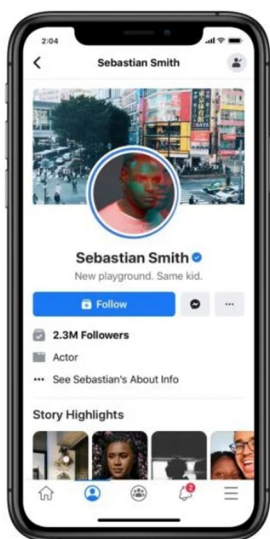 2:04
Sebastian Smith
Sebastian Smith
New playground. Same kid.
Follow
2.3M Followers
Actor
See Sebastian's About Info
Story Highlights
2